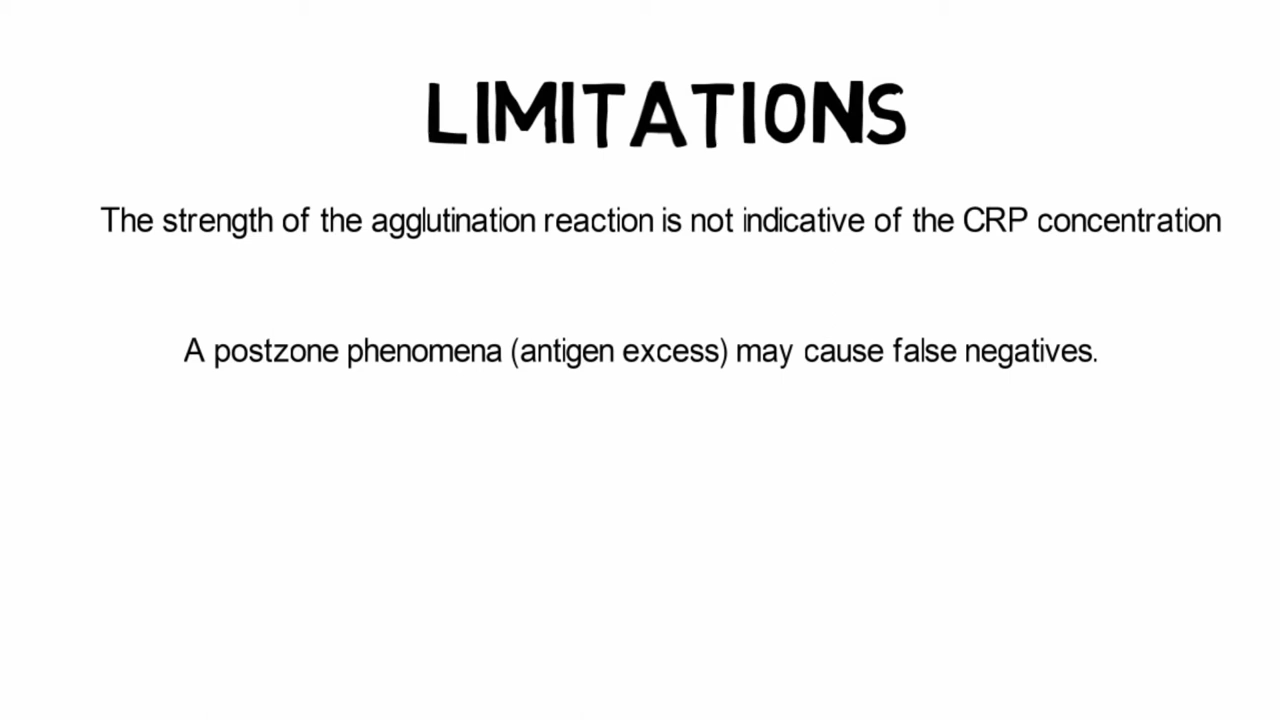 LIMITATIONS
The strength of the agglutination reaction is not indicative of the CRP concentration
A postzone phenomena (antigen excess) may cause false negatives.